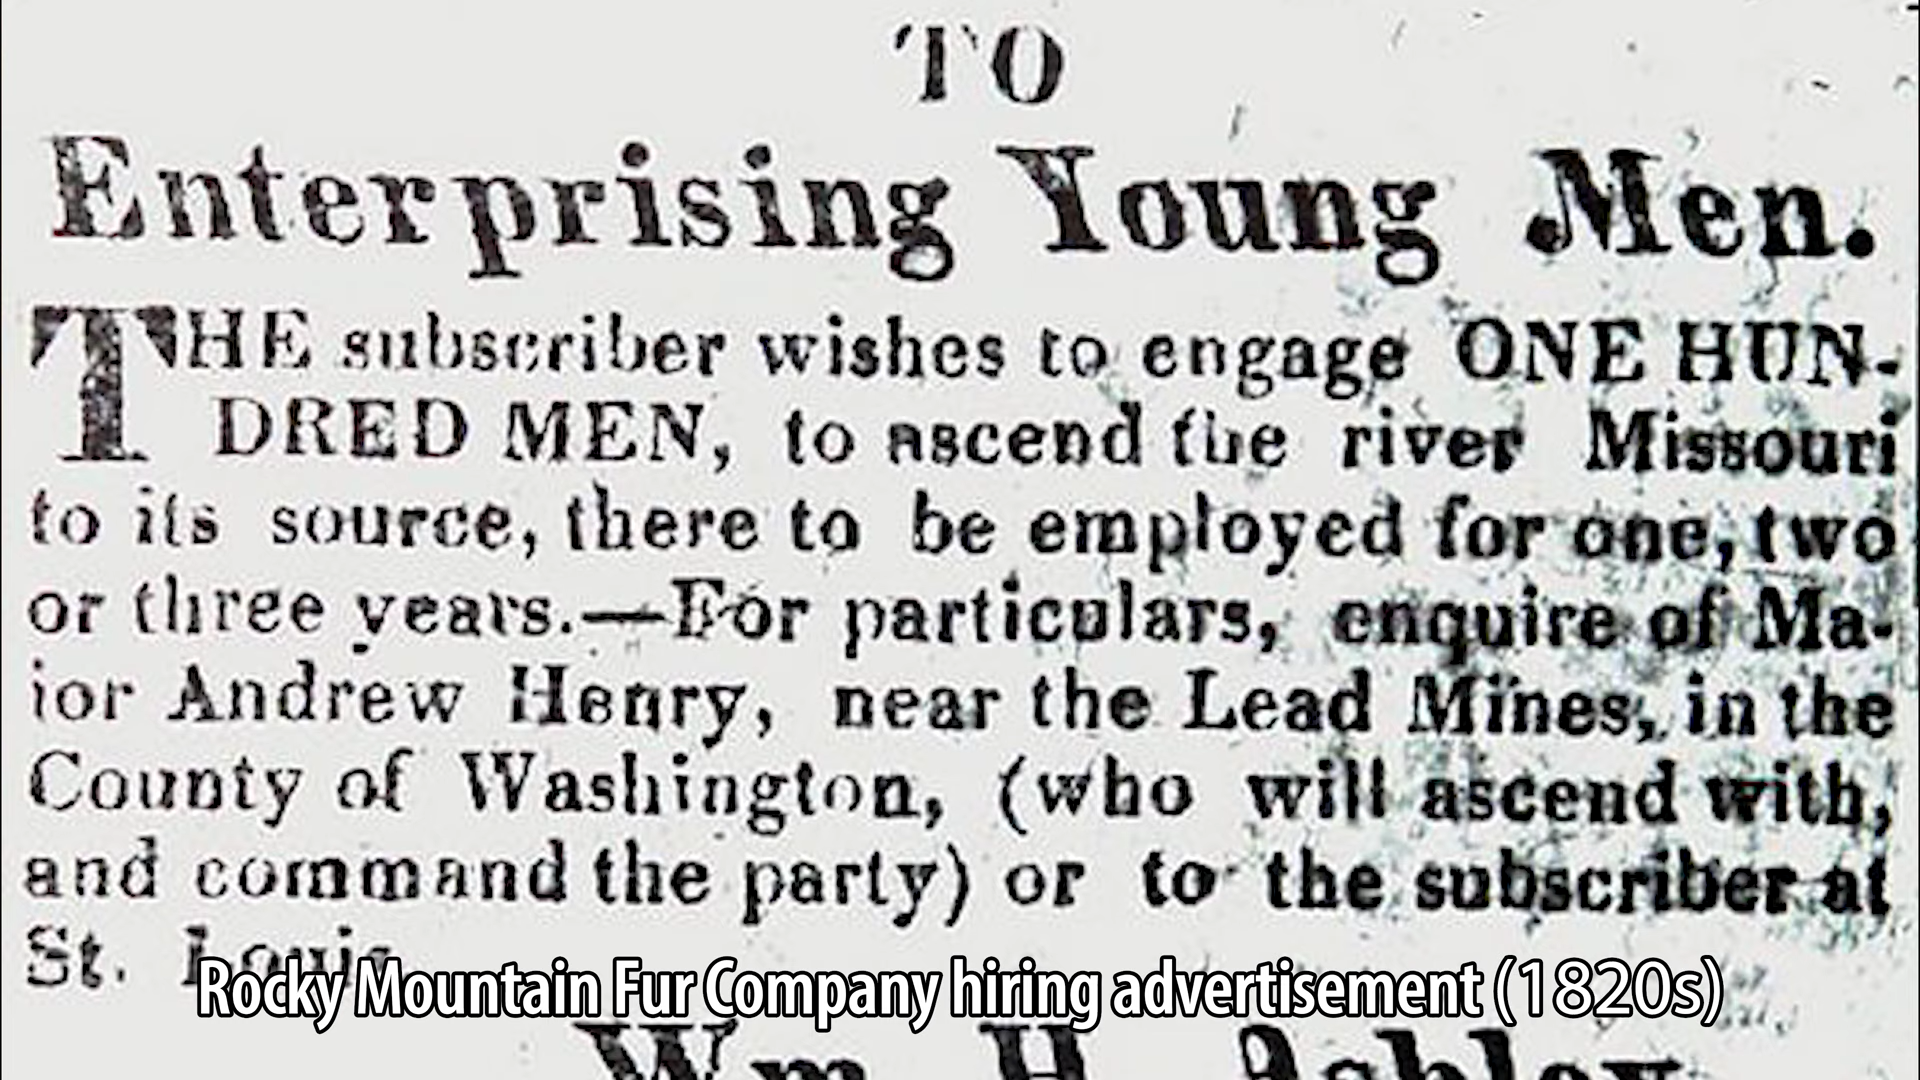 TO
Enterprising Young Men.
THE subscriber wishes to engage ONE HUN-
DRED MEN, to ascend the river Missouri
to its source, there to be employed for one, two
or three years.—For particulars, enquire of Ma-
jor Andrew Henry, near the Lead Mines, in the
County of Washington, (who will ascend with,
and command the party) or to the subscriber at
St. Louis
Rocky Mountain Fur Company hiring advertisement (1820s)
Wm. H. Ashley